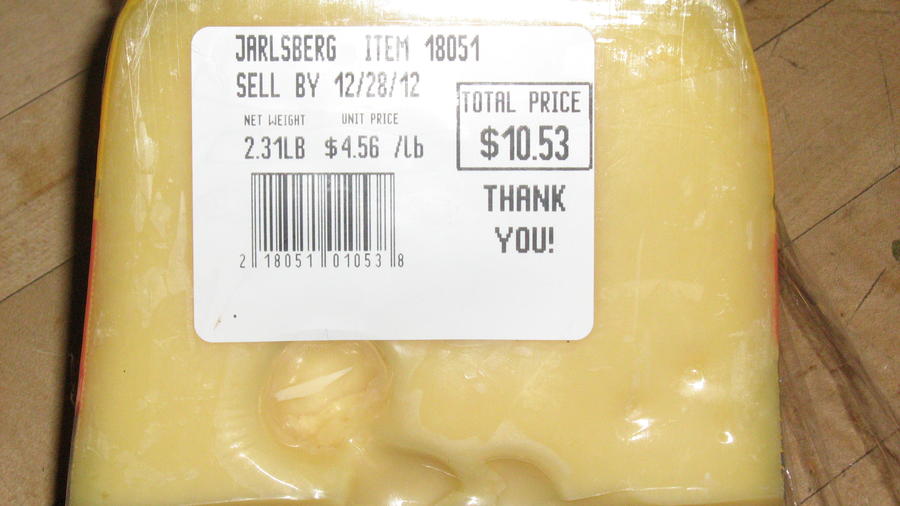 JARLSBERG ITEM 18051
SELL BY 12/28/12
NET WEIGHT UNIT PRICE
2.31LB $4.56 /lb
TOTAL PRICE
$10.53
THANK
YOU!
2 18051 01053 8